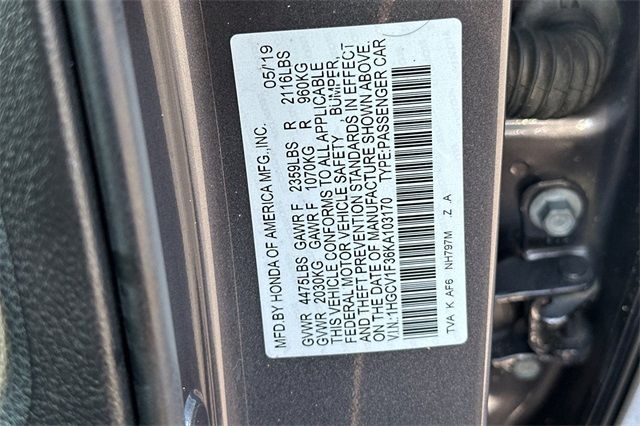 MFD.BY HONDA OF AMERICA MFG.,INC. 05/19
GVWR 4475LBS GAWR F 2359LBS R 2116LBS
GVWR 2030KG GAWR F 1070KG R 960KG
THIS VEHICLE CONFORMS TO ALL APPLICABLE
FEDERAL MOTOR VEHICLE SAFETY BUMPER,
AND THEFT PREVENTION STANDARDS IN EFFECT
ON THE DATE OF MANUFACTURE SHOWN ABOVE.
V.I.N.:1HGCV1F36KA103170 TYPE:PASSENGER CAR
TVA K AF6 NH797M Z A